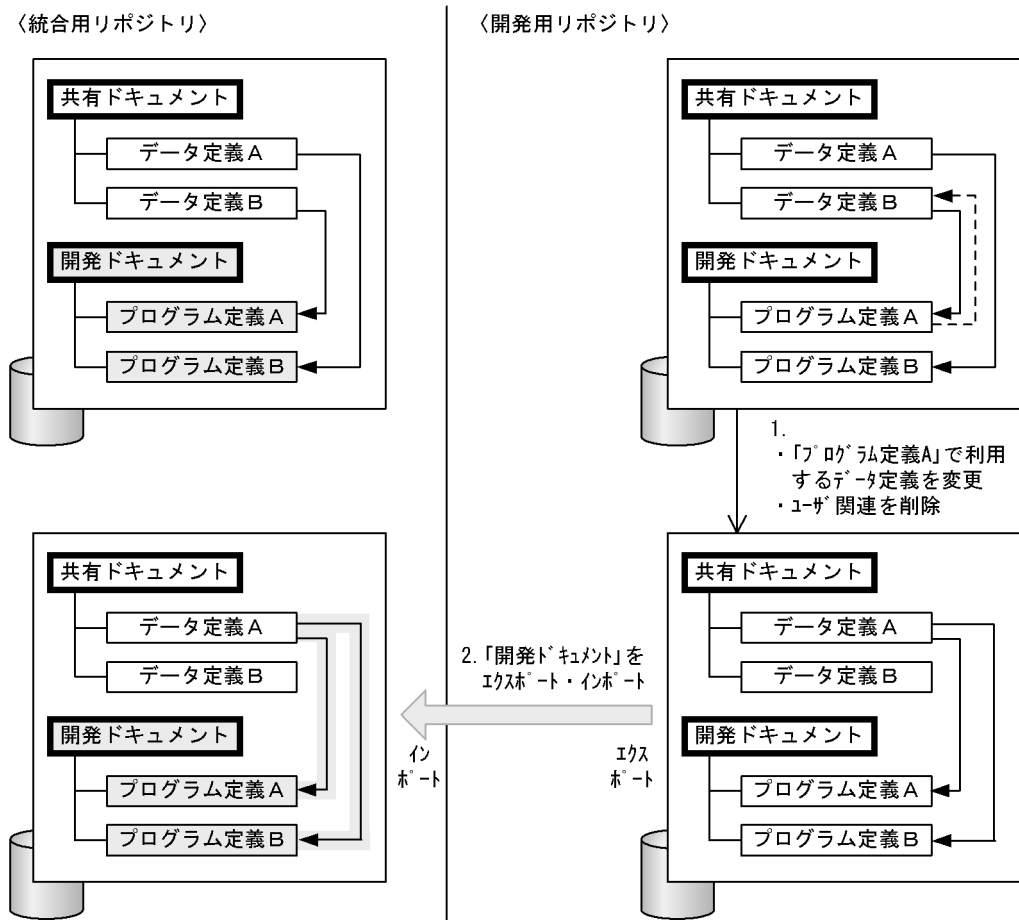 〈統合用リポジトリ〉
共有ドキュメント
データ定義A
データ定義B
開発ドキュメント
プログラム定義A
プログラム定義B
〈開発用リポジトリ〉
共有ドキュメント
データ定義A
データ定義B
開発ドキュメント
プログラム定義A
プログラム定義B
1.
・「ﾌﾟﾛｸﾞﾗﾑ定義A」で利用
するﾃﾞｰﾀ定義を変更
・ﾕｰｻﾞ関連を削除
共有ドキュメント
データ定義A
データ定義B
開発ドキュメント
プログラム定義A
プログラム定義B
2.「開発ﾄﾞｷｭﾒﾝﾄ」を
ｴｸｽﾎﾟｰﾄ・ｲﾝﾎﾟｰﾄ
ｲﾝ
ﾎﾟｰﾄ
ｴｸｽ
ﾎﾟｰﾄ
共有ドキュメント
データ定義A
データ定義B
開発ドキュメント
プログラム定義A
プログラム定義B